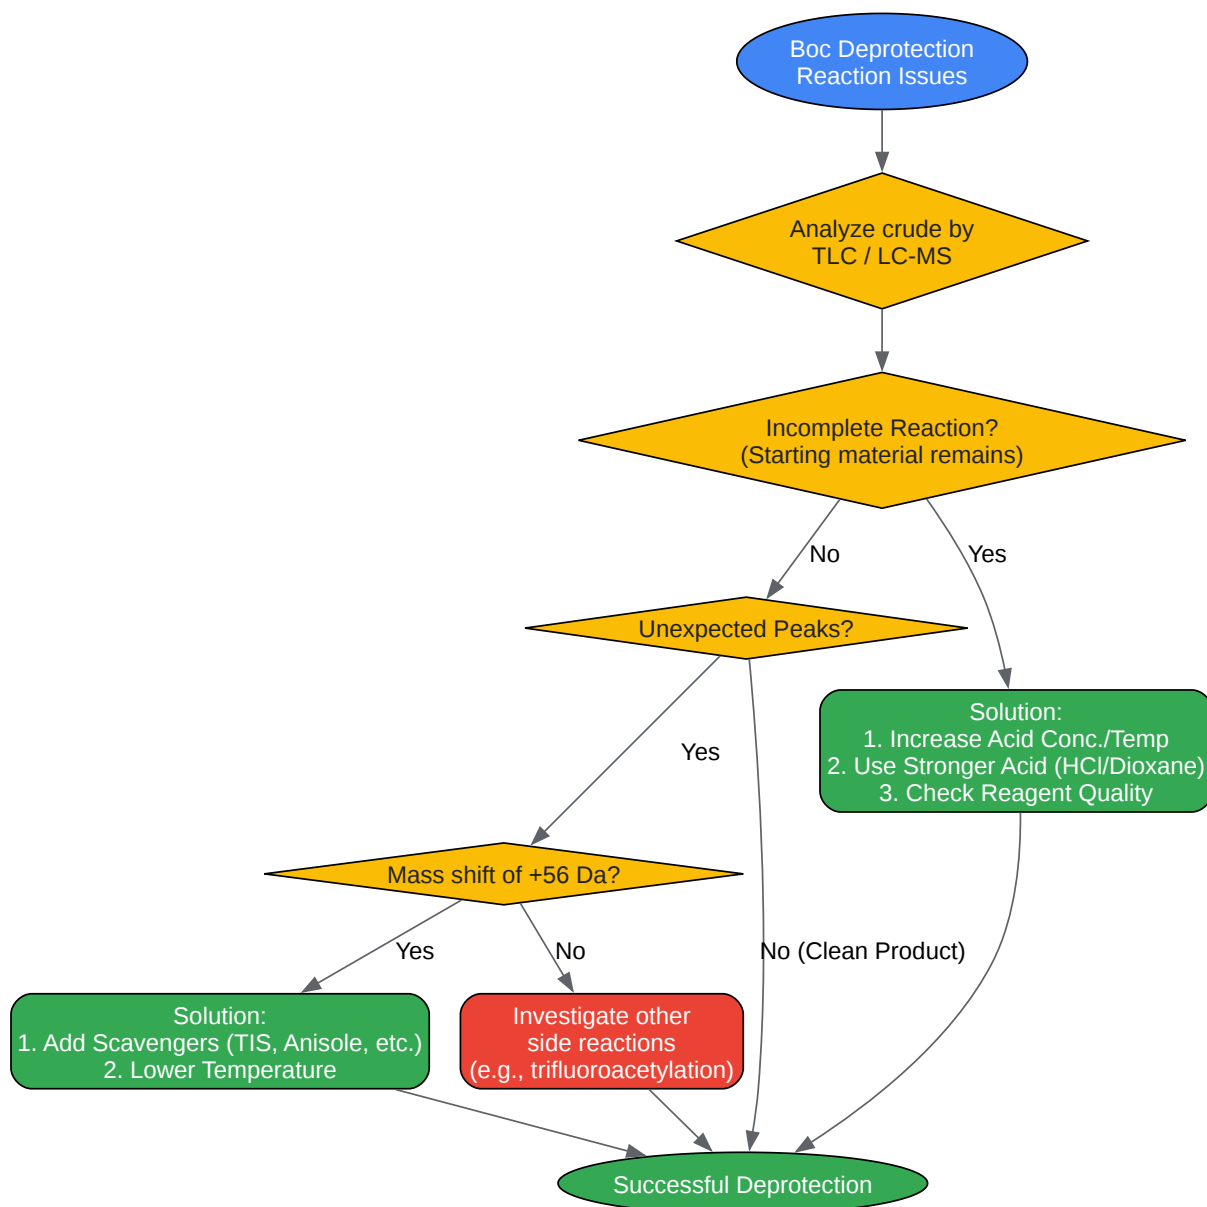 Boc Deprotection
Reaction Issues
Analyze crude by
TLC / LC-MS
Incomplete Reaction?
(Starting material remains)
No
Yes
Unexpected Peaks?
Solution:
1. Increase Acid Conc./Temp
2. Use Stronger Acid (HCl/Dioxane)
3. Check Reagent Quality
Yes
Mass shift of +56 Da?
Yes
No
No (Clean Product)
Solution:
1. Add Scavengers (TIS, Anisole, etc.)
2. Lower Temperature
Investigate other
side reactions
(e.g., trifluoroacetylation)
Successful Deprotection